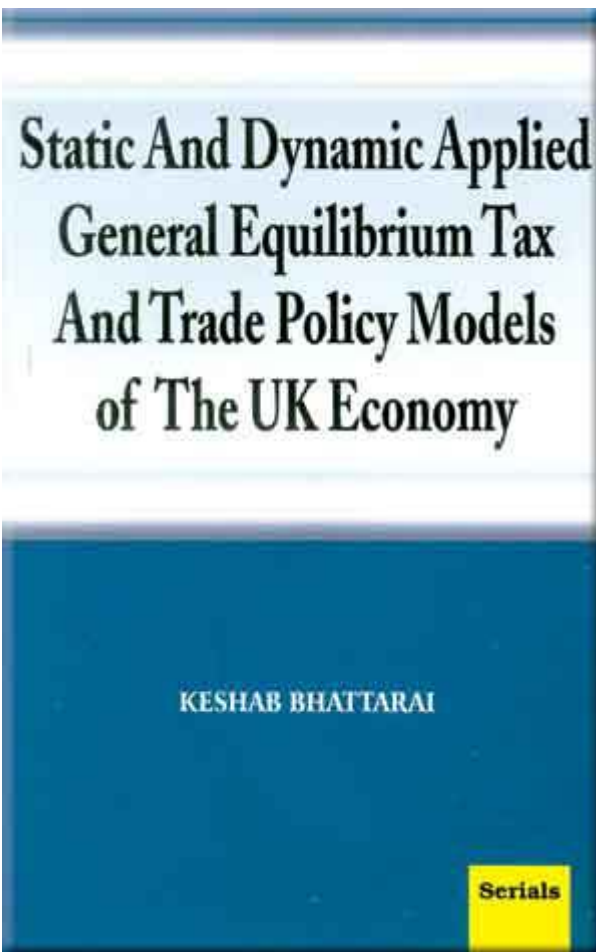 Static And Dynamic Applied
General Equilibrium Tax
And Trade Policy Models
of The UK Economy
KESHAB BHATTARAI
Serials